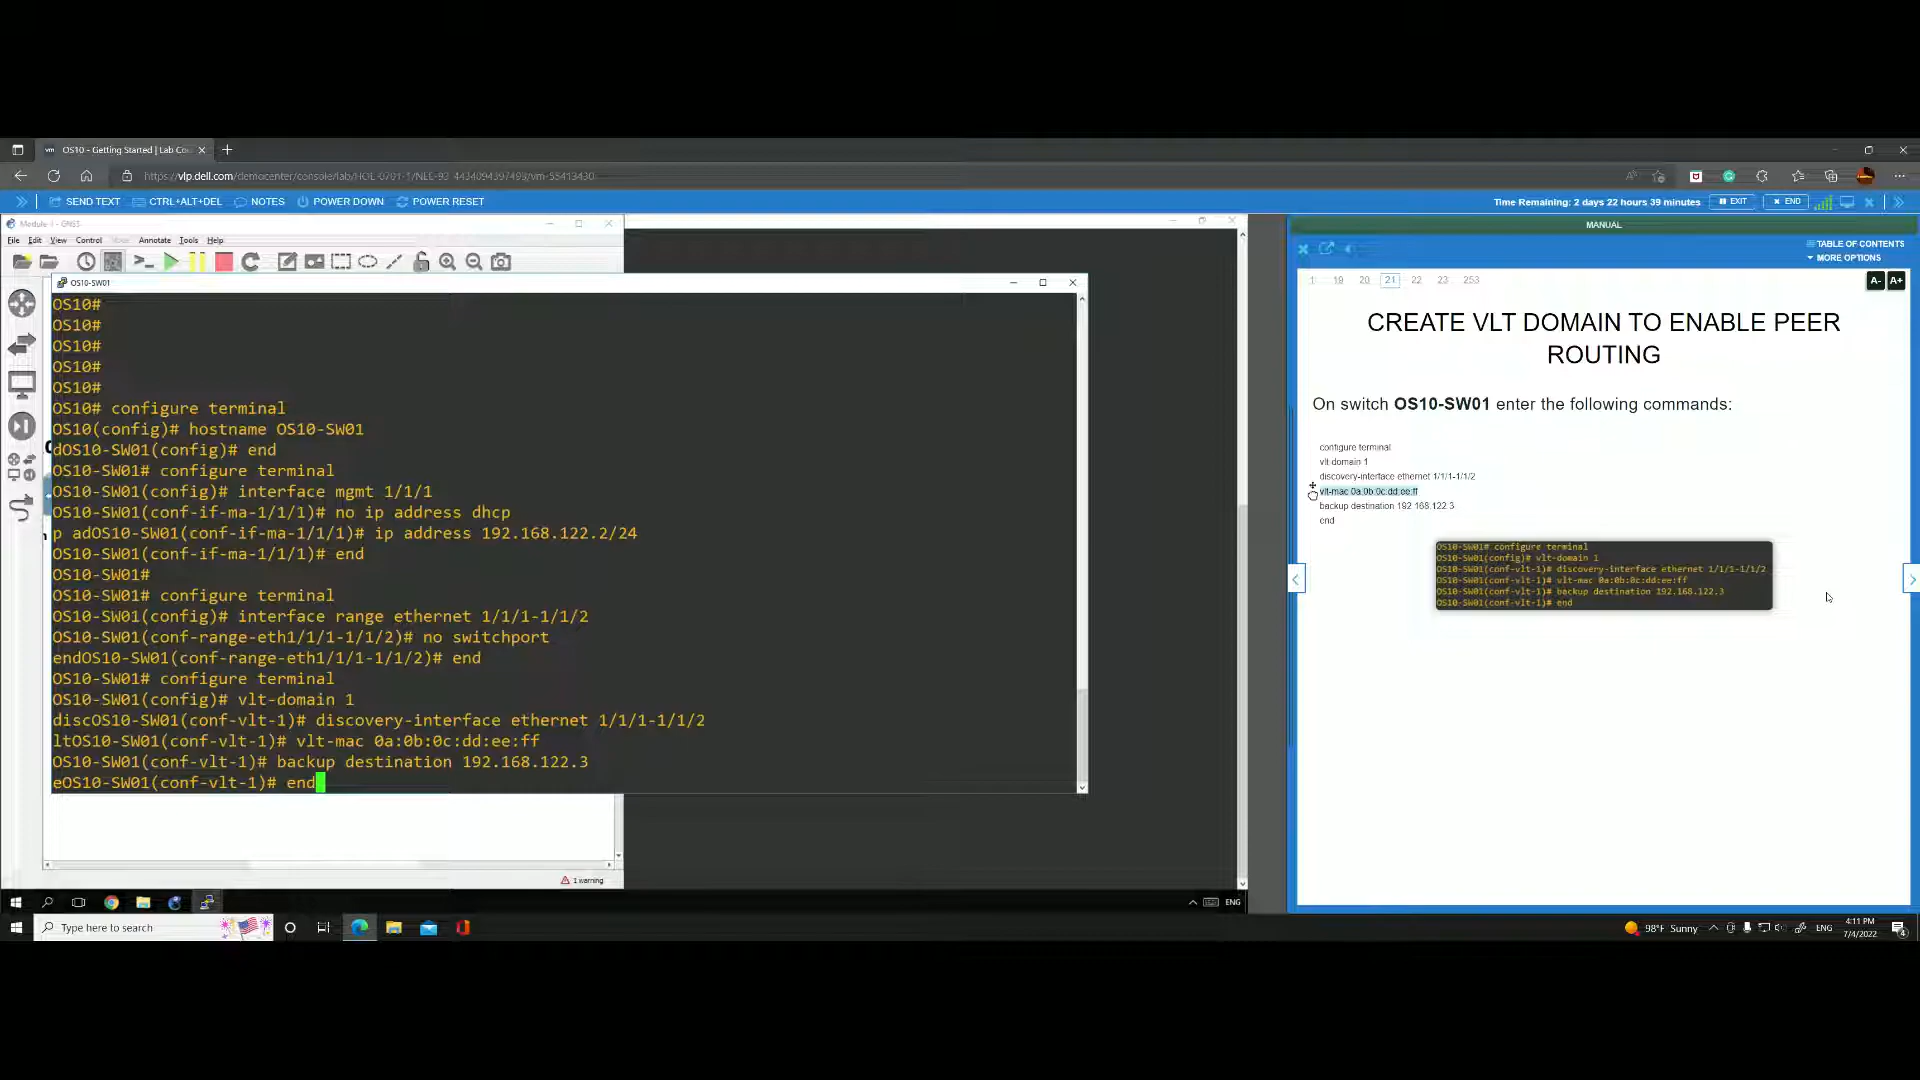 OS10 - Getting Started | Lab Co
https://vlp.dell.com/democenter/console/lab/HOL-0701-1/NEE-93_4434094397493/vm-55413430
SEND TEXT CTRL+ALT+DEL NOTES POWER DOWN POWER RESET
Time Remaining: 2 days 22 hours 39 minutes EXIT END
Module 1 - GNS3
File Edit View Control Annotate Tools Help
OS10-SW01
OS10#
OS10#
OS10#
OS10#
OS10#
OS10# configure terminal
OS10(config)# hostname OS10-SW01
dOS10-SW01(config)# end
OS10-SW01# configure terminal
OS10-SW01(config)# interface mgmt 1/1/1
OS10-SW01(conf-if-ma-1/1/1)# no ip address dhcp
p adOS10-SW01(conf-if-ma-1/1/1)# ip address 192.168.122.2/24
OS10-SW01(conf-if-ma-1/1/1)# end
OS10-SW01#
OS10-SW01# configure terminal
OS10-SW01(config)# interface range ethernet 1/1/1-1/1/2
OS10-SW01(conf-range-eth1/1/1-1/1/2)# no switchport
endOS10-SW01(conf-range-eth1/1/1-1/1/2)# end
OS10-SW01# configure terminal
OS10-SW01(config)# vlt-domain 1
discOS10-SW01(conf-vlt-1)# discovery-interface ethernet 1/1/1-1/1/2
ltOS10-SW01(conf-vlt-1)# vlt-mac 0a:0b:0c:dd:ee:ff
OS10-SW01(conf-vlt-1)# backup destination 192.168.122.3
eOS10-SW01(conf-vlt-1)# end
1 warning
ENG
MANUAL
TABLE OF CONTENTS
MORE OPTIONS
1 19 20 21 22 23 253
A- A+
CREATE VLT DOMAIN TO ENABLE PEER
ROUTING
On switch OS10-SW01 enter the following commands:
configure terminal
vlt domain 1
discovery-interface ethernet 1/1/1-1/1/2
vlt-mac 0a:0b:0c:dd:ee:ff
backup destination 192.168.122.3
end
OS10-SW01# configure terminal
OS10-SW01(config)# vlt-domain 1
OS10-SW01(conf-vlt-1)# discovery-interface ethernet 1/1/1-1/1/2
OS10-SW01(conf-vlt-1)# vlt-mac 0a:0b:0c:dd:ee:ff
OS10-SW01(conf-vlt-1)# backup destination 192.168.122.3
OS10-SW01(conf-vlt-1)# end
Type here to search
98°F Sunny
ENG
4:11 PM
7/4/2022
4